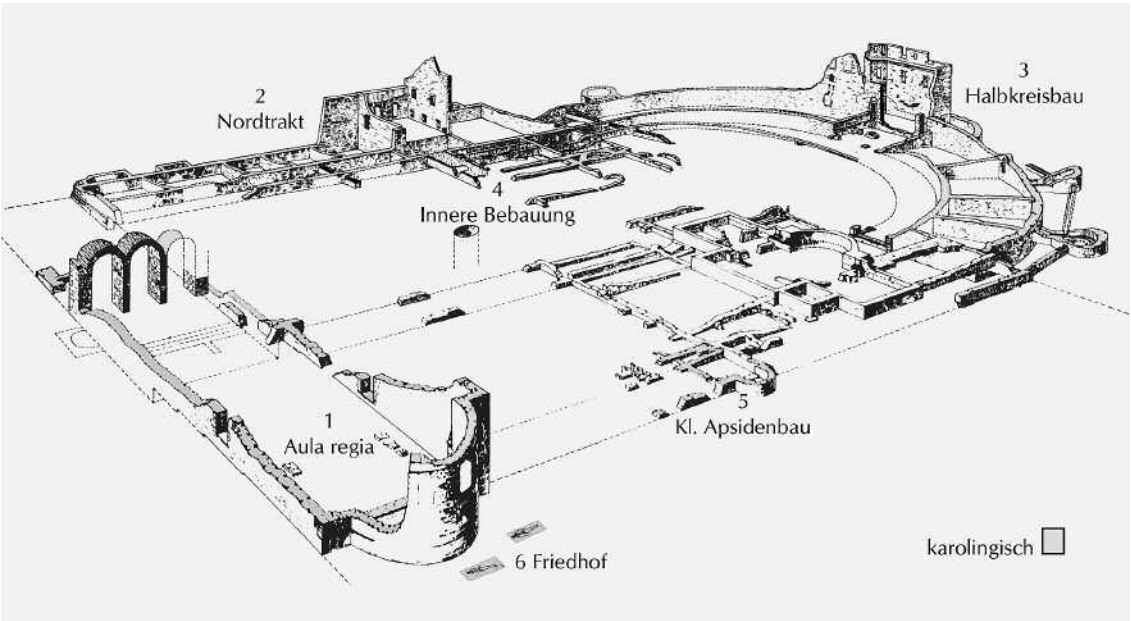 2
Nordtrakt
3
Halbkreisbau
4
Innere Bebauung
1
Aula regia
5
Kl. Apsidenbau
6 Friedhof
karolingisch